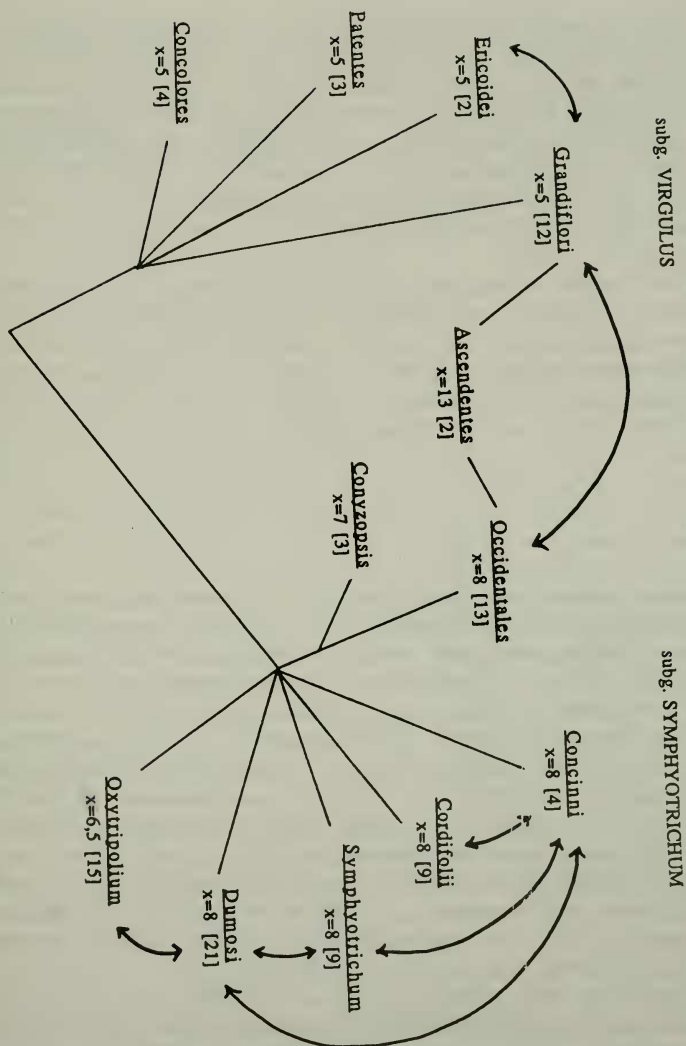 subg. VIRGULUS
subg. SYMPHYOTRICHUM
Concolores
x=5 [4]
Patentes
x=5 [3]
Ericoidei
x=5 [2]
Grandiflori
x=5 [12]
Ascendentes
x=13 [2]
Conyzopsis
x=7 [3]
Occidentales
x=8 [13]
Concinni
x=8 [4]
Cordifolii
x=8 [9]
Symphyotrichum
x=8 [9]
Dumosi
x=8 [21]
Oxytripolium
x=6,5 [15]